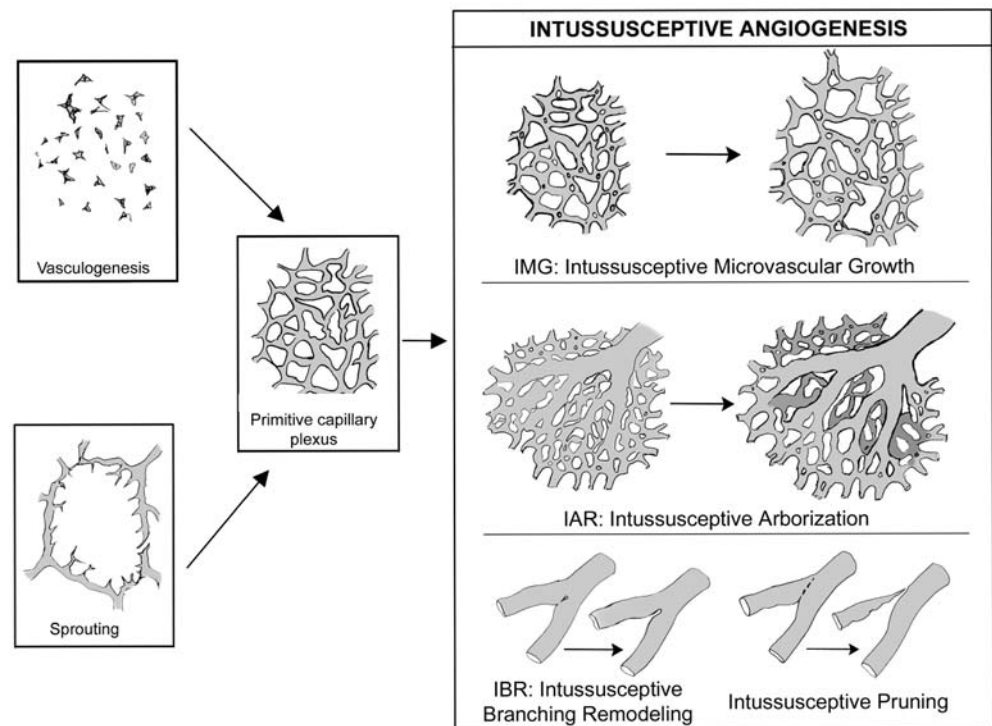 INTUSSUSCEPTIVE ANGIOGENESIS
Vasculogenesis
IMG: Intussusceptive Microvascular Growth
Primitive capillary
plexus
IAR: Intussusceptive Arborization
Sprouting
IBR: Intussusceptive
Branching Remodeling
Intussusceptive Pruning